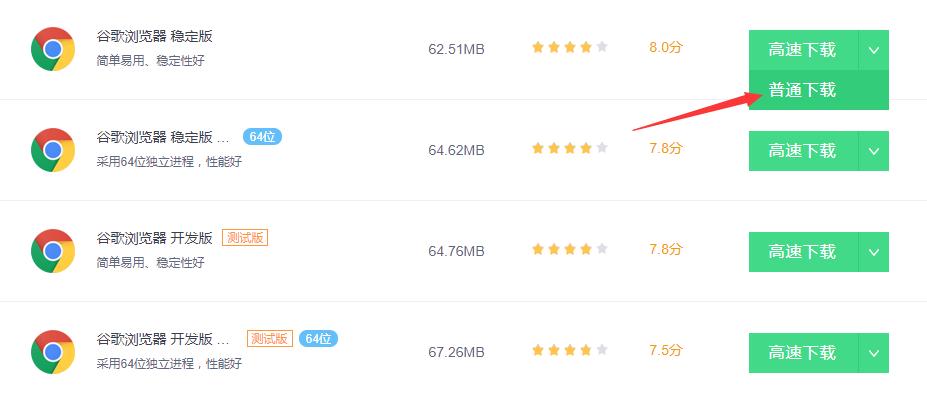 谷歌浏览器 稳定版
简单易用、稳定性好
62.51MB
8.0分
高速下载
普通下载
谷歌浏览器 稳定版 ...
64位
采用64位独立进程，性能好
64.62MB
7.8分
高速下载
谷歌浏览器 开发版
测试版
简单易用、稳定性好
64.76MB
7.8分
高速下载
谷歌浏览器 开发版 ...
测试版
64位
采用64位独立进程，性能好
67.26MB
7.5分
高速下载